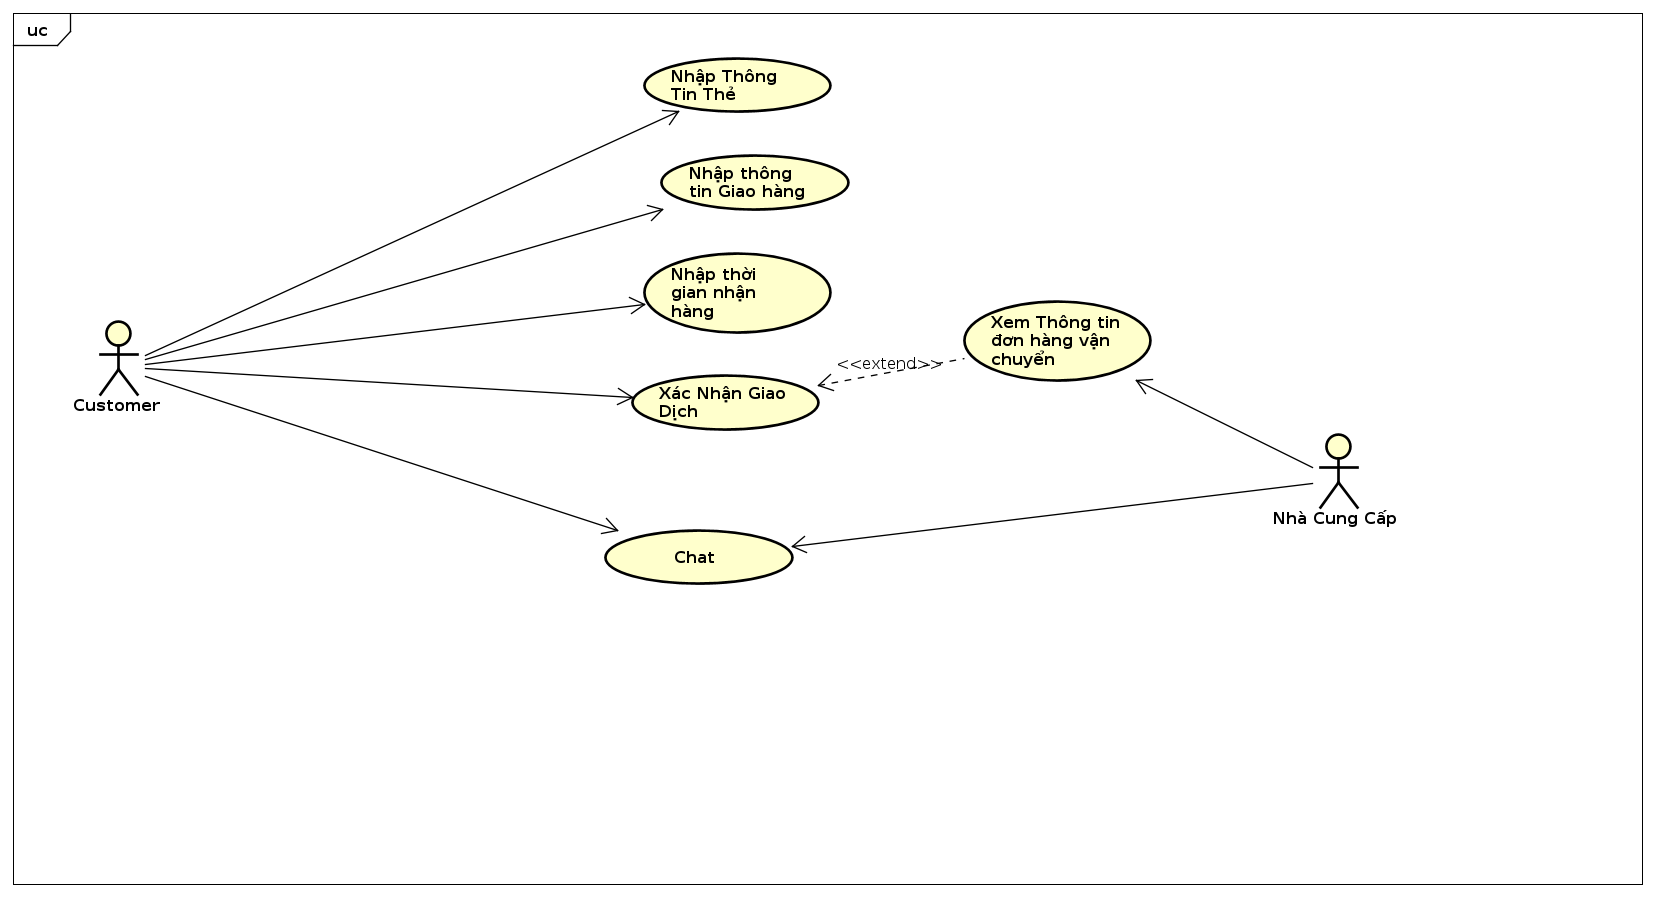 uc
Nhập Thông
Tin Thẻ
Nhập thông
tin Giao hàng
Nhập thời
gian nhận
hàng
Xem Thông tin
đơn hàng vận
chuyển
<<extend>>
Xác Nhận Giao
Dịch
Customer
Nhà Cung Cấp
Chat